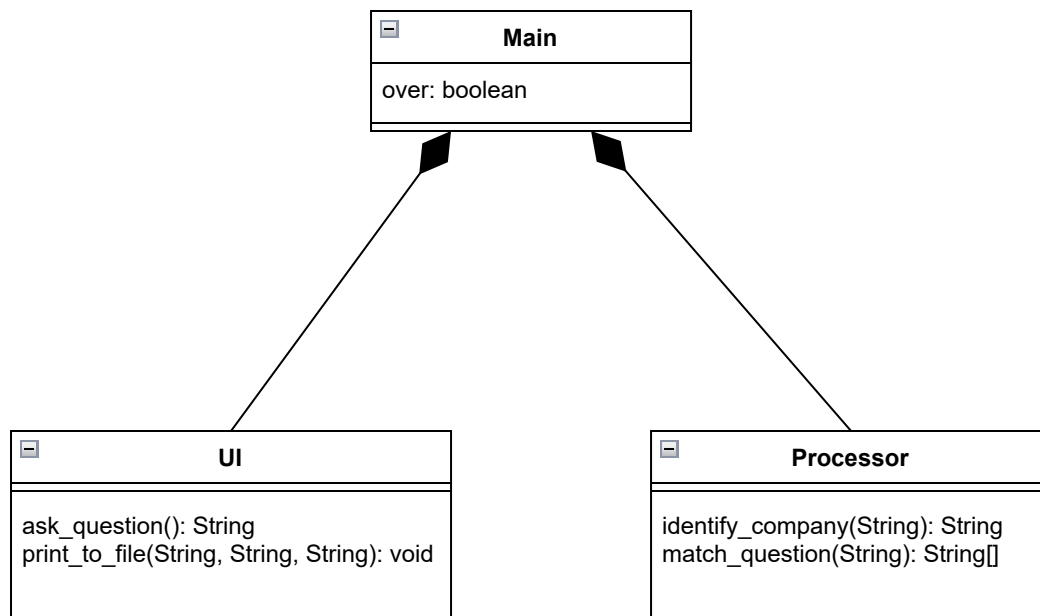 Main
over: boolean
UI
ask_question(): String
print_to_file(String, String, String): void
Processor
identify_company(String): String
match_question(String): String[]